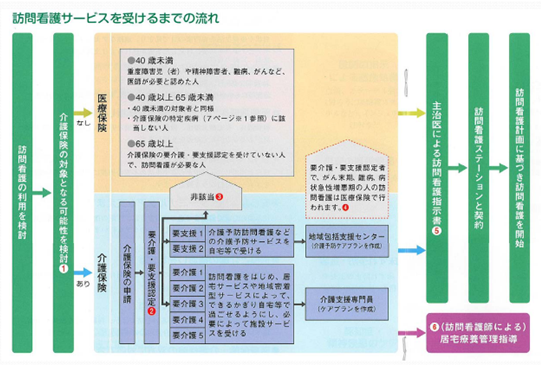 訪問看護サービスを受けるまでの流れ
訪問看護の利用を検討
介護保険の対象となる可能性を検討❶
なし
あり
医療保険
●40歳未満
重度障害児（者）や精神障害者、難病、がんなど、
医師が必要と認めた人
●40歳以上65歳未満
・40歳未満の対象者と同様
・介護保険の特定疾病（7ページ※1参照）に該
当しない人
●65歳以上
介護保険の要介護・要支援認定を受けていない人
で、訪問看護が必要な人
非該当❸
要介護・要支援認定者
で、がん末期、難病、病
状急性増悪期の人の訪
問看護は医療保険で行
われます。❹
介護保険
介護保険の申請
要介護・要支援認定❷
要支援1
要支援2
介護予防訪問看護などな
どの介護予防サービスを
自宅等で受ける
地域包括支援センター
（介護予防ケアプランを作成）
要介護1
要介護2
要介護3
要介護4
要介護5
訪問看護をはじめ、居
宅サービスや地域密着
型サービスによって、
できるかぎり自宅等で
過ごせるようにし、必
要によって施設サービス
を受ける
介護支援専門員
（ケアプランを作成）
主治医による訪問看護指示書❺
訪問看護ステーションと契約
訪問看護計画に基づき訪問看護を開始
❻（訪問看護師による）
居宅療養管理指導